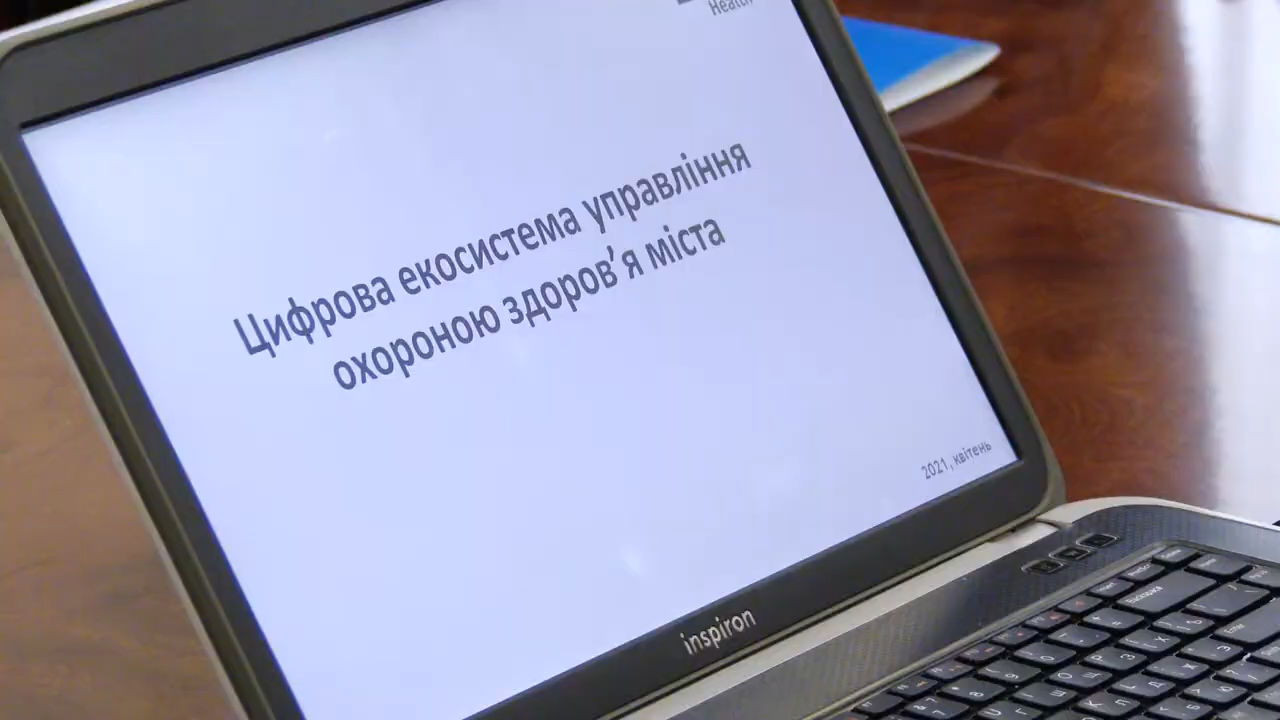 Health
Цифрова екосистема управління
охороною здоров’я міста
2021, квітень
inspiron